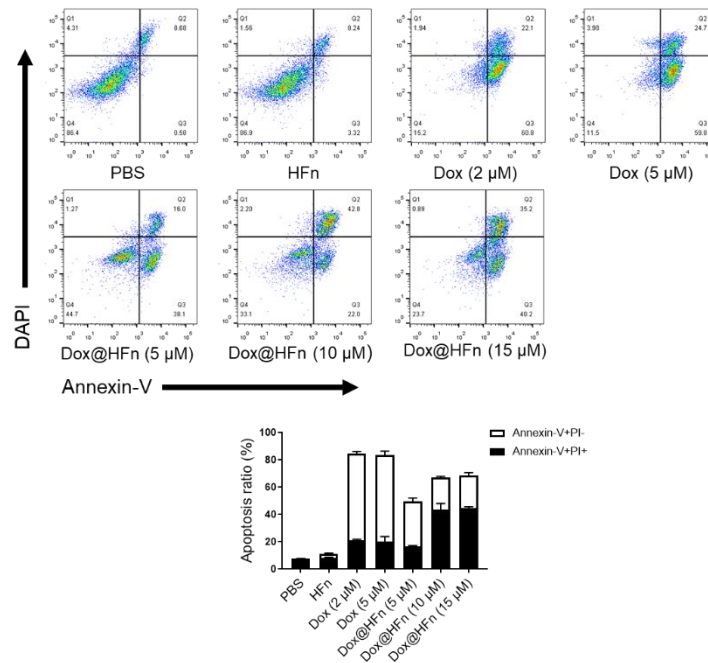 Q1
4.31
Q2
8.68
Q4
86.4
Q3
0.58
PBS
Q1
1.56
Q2
8.24
Q4
86.9
Q3
3.32
HFn
Q1
1.94
Q2
22.1
Q4
15.2
Q3
60.8
Dox (2 μM)
Q1
3.98
Q2
24.7
Q4
11.5
Q3
59.8
Dox (5 μM)
Q1
1.27
Q2
16.0
Q4
44.7
Q3
38.1
Dox@HFn (5 μM)
Q1
2.20
Q2
42.8
Q4
33.1
Q3
22.0
Dox@HFn (10 μM)
Q1
0.89
Q2
35.2
Q4
23.7
Q3
40.2
Dox@HFn (15 μM)
DAPI
Annexin-V
Annexin-V+PI-
Annexin-V+PI+
Apoptosis ratio (%)
100
80
60
40
20
0
PBS
HFn
Dox (2 μM)
Dox (5 μM)
Dox@HFn (5 μM)
Dox@HFn (10 μM)
Dox@HFn (15 μM)